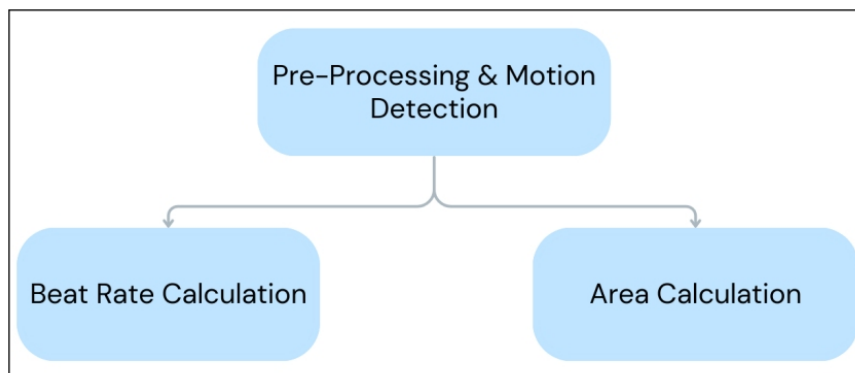 Pre-Processing & Motion
Detection
Beat Rate Calculation
Area Calculation